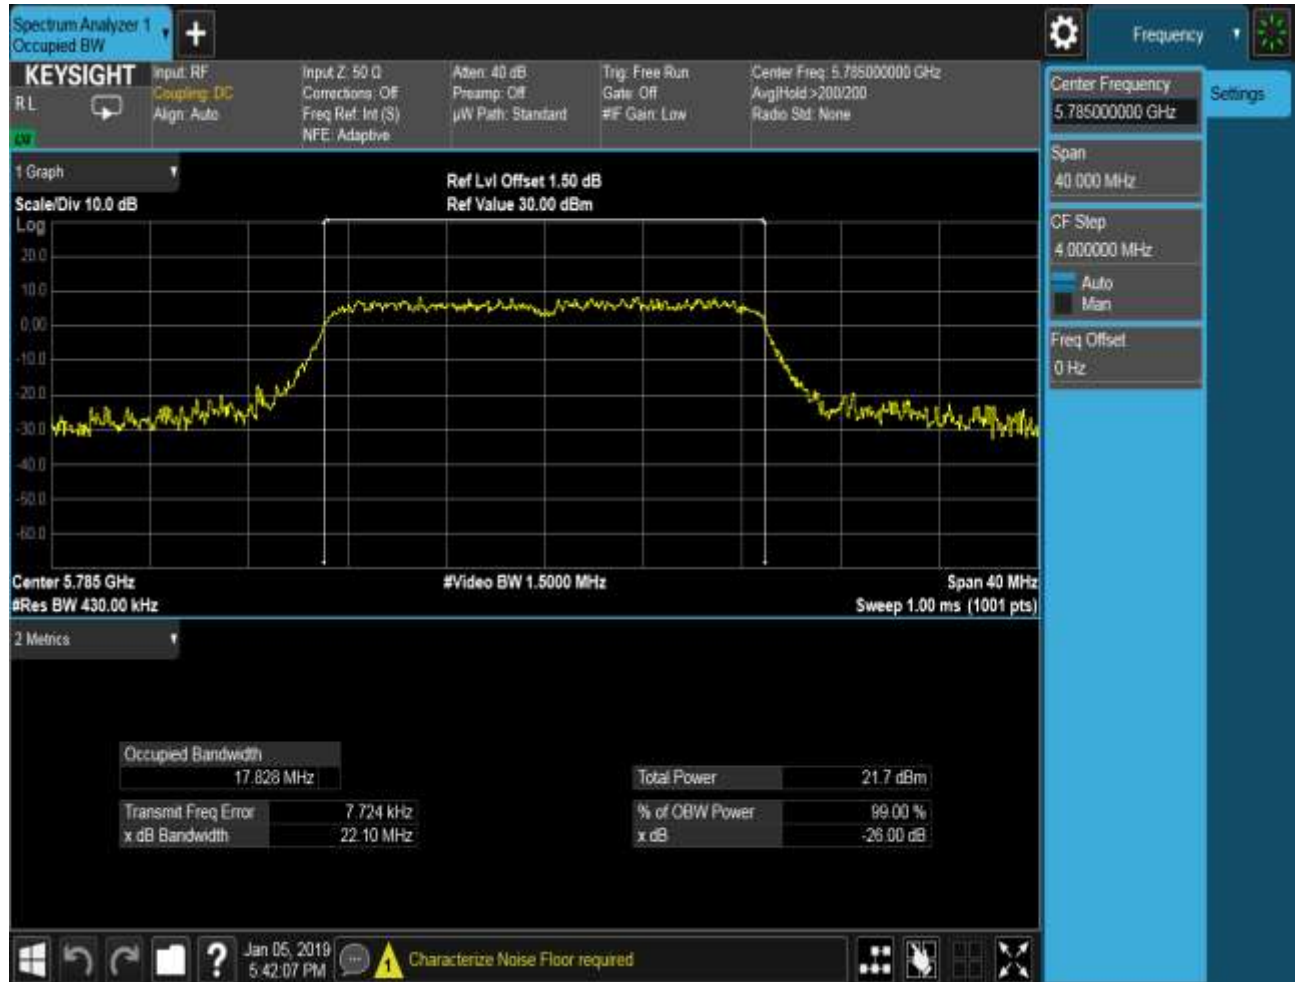 Spectrum Analyzer 1
Occupied BW
+
Frequency
KEYSIGHT
RL
Input: RF
Coupling: DC
Align: Auto
Input Z: 50 Ω
Corrections: Off
Freq Ref: Int (S)
NFE: Adaptive
Atten: 40 dB
Preamp: Off
µW Path: Standard
Trig: Free Run
Gate: Off
#IF Gain: Low
Center Freq: 5.785000000 GHz
Avg|Hold:>200/200
Radio Std: None
Center Frequency
5.785000000 GHz
Settings
Span
40.000 MHz
CF Step
4.000000 MHz
Auto
Man
Freq Offset
0 Hz
1 Graph
Scale/Div 10.0 dB
Ref Lvl Offset 1.50 dB
Ref Value 30.00 dBm
Log
20.0
10.0
0.00
-10.0
-20.0
-30.0
-40.0
-50.0
-60.0
Center 5.785 GHz
#Video BW 1.5000 MHz
Span 40 MHz
#Res BW 430.00 kHz
Sweep 1.00 ms (1001 pts)
2 Metrics
Occupied Bandwidth
17.828 MHz
Transmit Freq Error 7.724 kHz
x dB Bandwidth 22.10 MHz
Total Power 21.7 dBm
% of OBW Power 99.00 %
x dB -26.00 dB
?
Jan 05, 2019
5:42:07 PM
1
Characterize Noise Floor required